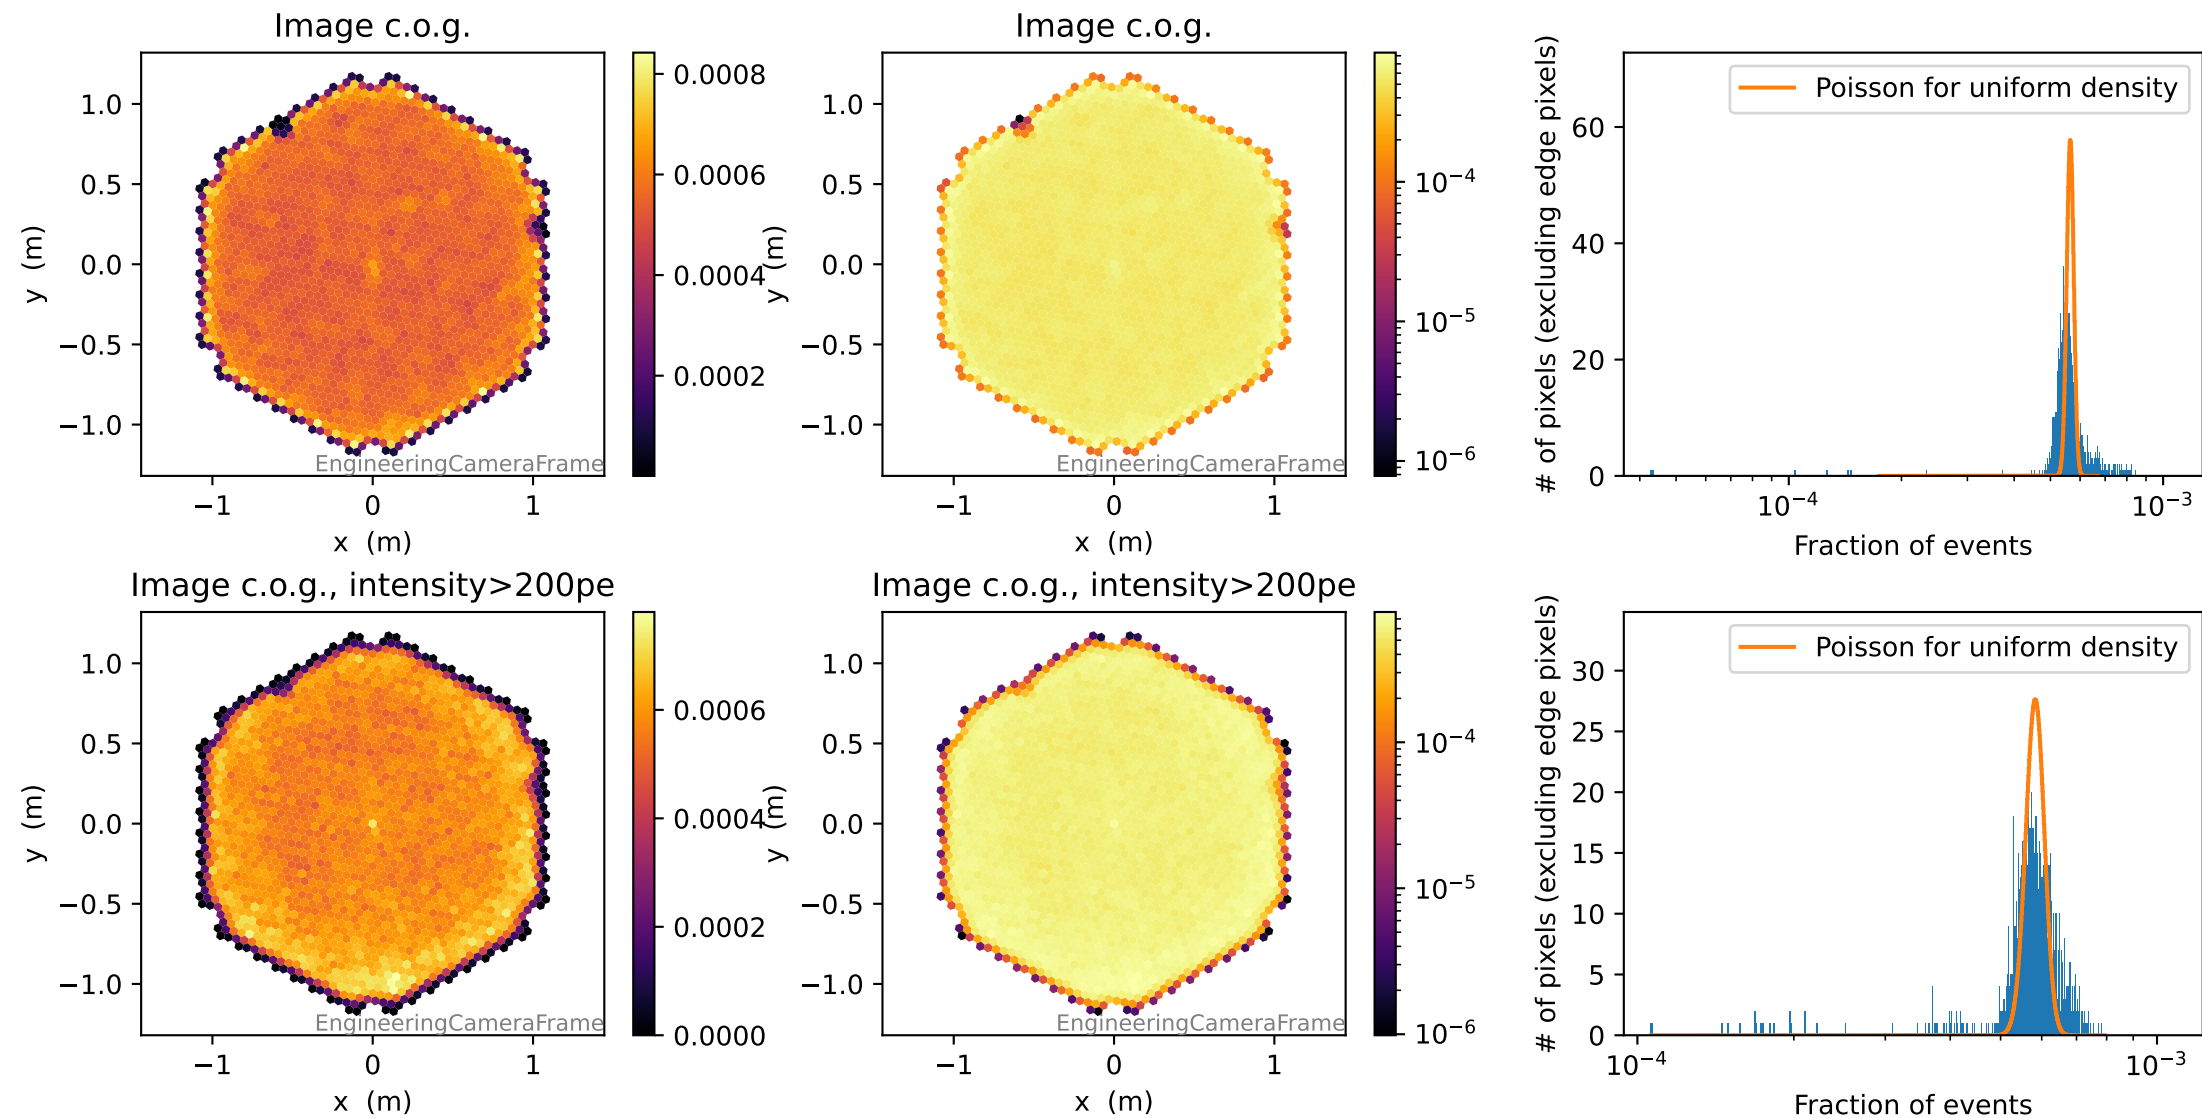 Image c.o.g.
1.0
0.5
0.0
−0.5
−1.0
y (m)
EngineeringCameraFrame
−1
0
1
x (m)
0.0008
0.0006
0.0004
0.0002
Image c.o.g.
1.0
0.5
0.0
−0.5
−1.0
y (m)
EngineeringCameraFrame
−1
0
1
x (m)
10⁻⁴
10⁻⁵
10⁻⁶
# of pixels (excluding edge pixels)
60
40
20
0
Poisson for uniform density
10⁻⁴
10⁻³
Fraction of events
Image c.o.g., intensity>200pe
1.0
0.5
0.0
−0.5
−1.0
y (m)
EngineeringCameraFrame
−1
0
1
x (m)
0.0006
0.0004
0.0002
0.0000
Image c.o.g., intensity>200pe
1.0
0.5
0.0
−0.5
−1.0
y (m)
EngineeringCameraFrame
−1
0
1
x (m)
10⁻⁴
10⁻⁵
10⁻⁶
# of pixels (excluding edge pixels)
30
25
20
15
10
5
0
Poisson for uniform density
10⁻⁴
10⁻³
Fraction of events